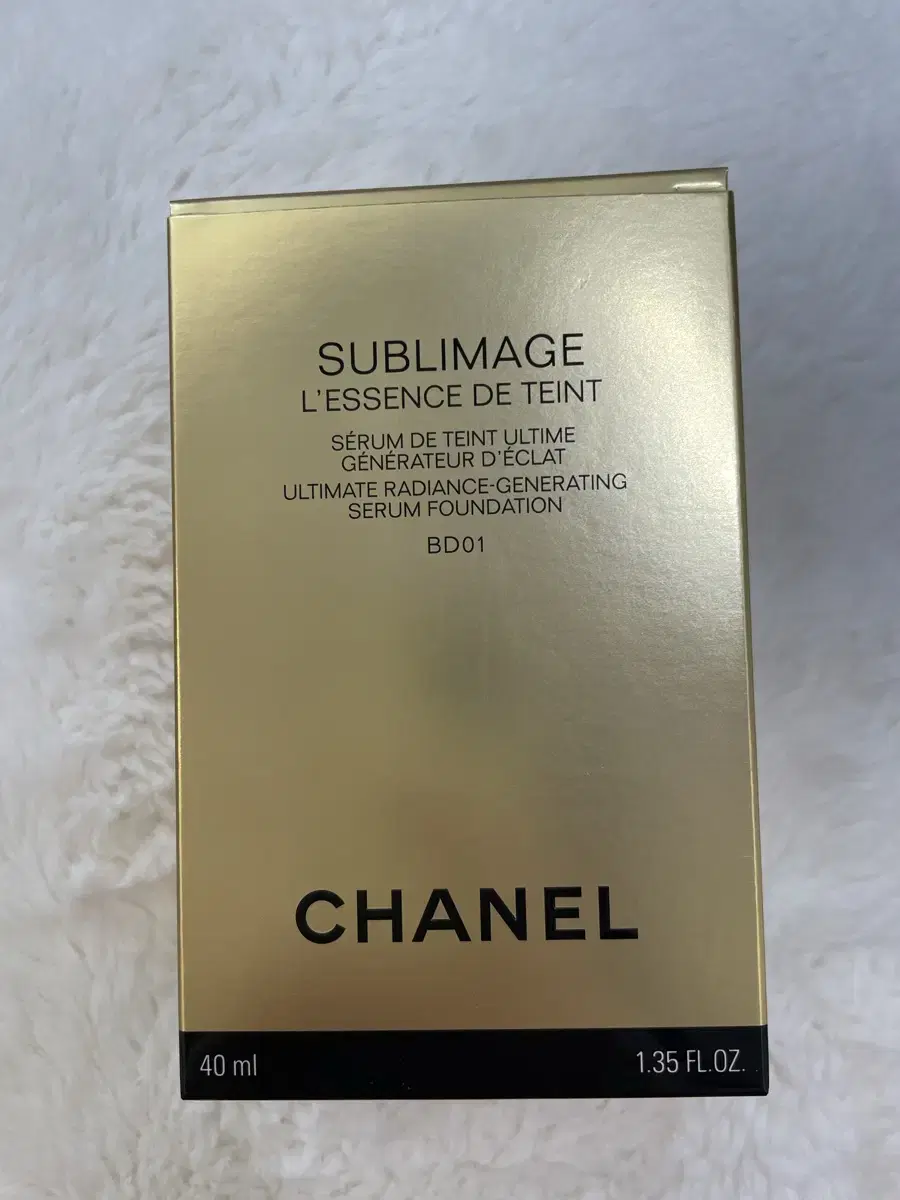 SUBLIMAGE
L'ESSENCE DE TEINT
SÉRUM DE TEINT ULTIME
GÉNÉRATEUR D'ÉCLAT
ULTIMATE RADIANCE-GENERATING
SERUM FOUNDATION
BD01
CHANEL
40 ml
1.35 FL.OZ.